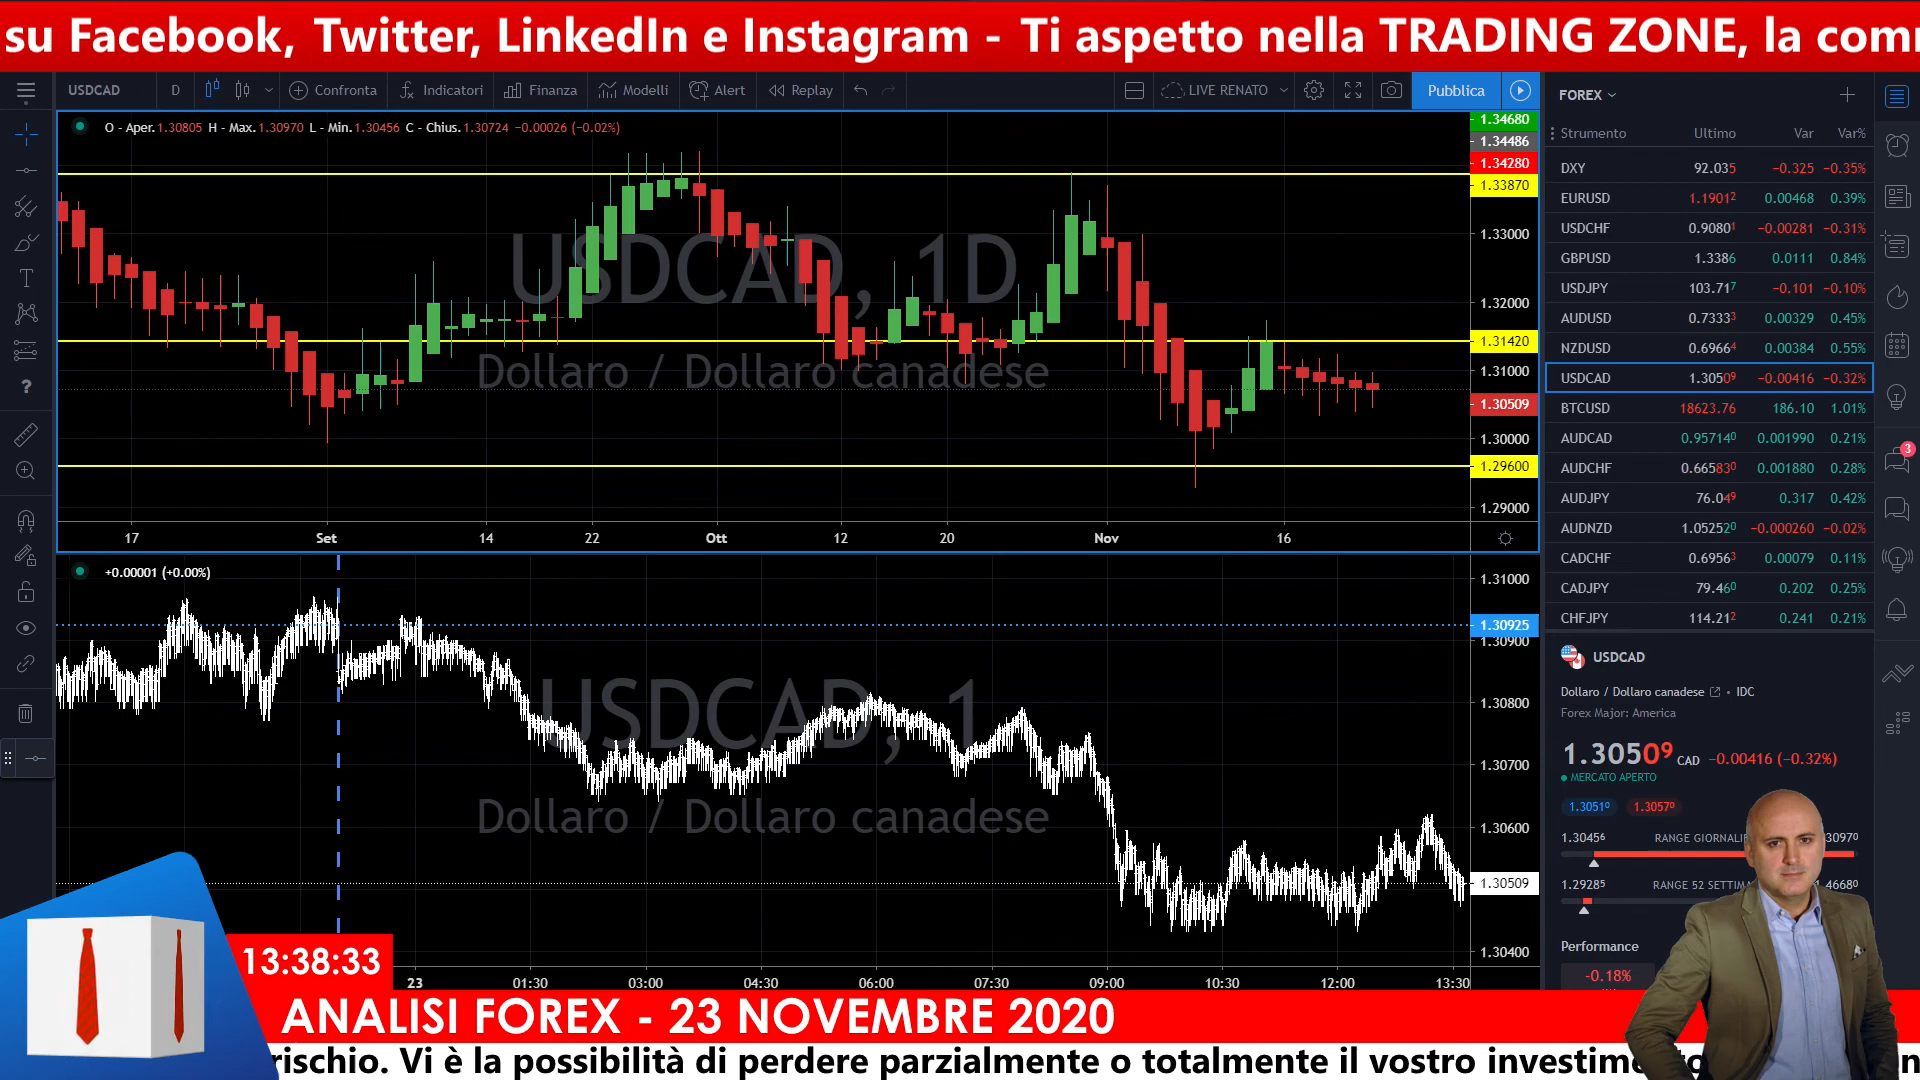 su Facebook, Twitter, LinkedIn e Instagram - Ti aspetto nella TRADING ZONE, la com
USDCAD D Confronta Indicatori Finanza Modelli Alert Replay LIVE RENATO Pubblica
O - Aper.1.30805 H - Max.1.30970 L - Min.1.30456 C - Chius.1.30724 −0.00026 (−0.02%)
USDCAD, 1D
Dollaro / Dollaro canadese
1.34680
1.34486
1.34280
1.33870
1.33000
1.32000
1.31420
1.31000
1.30509
1.30000
1.29600
1.29000
17 Set 14 22 Ott 12 20 Nov 16
+0.00001 (+0.00%)
USDCAD, 1
Dollaro / Dollaro canadese
1.31000
1.30925
1.30900
1.30800
1.30700
1.30600
1.30509
1.30400
23 01:30 03:00 04:30 06:00 07:30 09:00 10:30 12:00 13:30
FOREX
Strumento Ultimo Var Var%
DXY 92.035 −0.325 −0.35%
EURUSD 1.19012 0.00468 0.39%
USDCHF 0.90801 −0.00281 −0.31%
GBPUSD 1.3386 0.0111 0.84%
USDJPY 103.717 −0.101 −0.10%
AUDUSD 0.73333 0.00329 0.45%
NZDUSD 0.69664 0.00384 0.55%
USDCAD 1.30509 −0.00416 −0.32%
BTCUSD 18623.76 186.10 1.01%
AUDCAD 0.957140 0.001990 0.21%
AUDCHF 0.665830 0.001880 0.28%
AUDJPY 76.049 0.317 0.42%
AUDNZD 1.052520 −0.000260 −0.02%
CADCHF 0.69563 0.00079 0.11%
CADJPY 79.460 0.202 0.25%
CHFJPY 114.212 0.241 0.21%
3
USDCAD
Dollaro / Dollaro canadese • IDC
Forex Major: America
1.30509 CAD −0.00416 (−0.32%)
MERCATO APERTO
1.30510 1.30570
1.30456 RANGE GIORNALIE 30970
1.29285 RANGE 52 SETTIMA 1.46680
Performance
-0.18%
13:38:33
ANALISI FOREX - 23 NOVEMBRE 2020
rischio. Vi è la possibilità di perdere parzialmente o totalmente il vostro investim